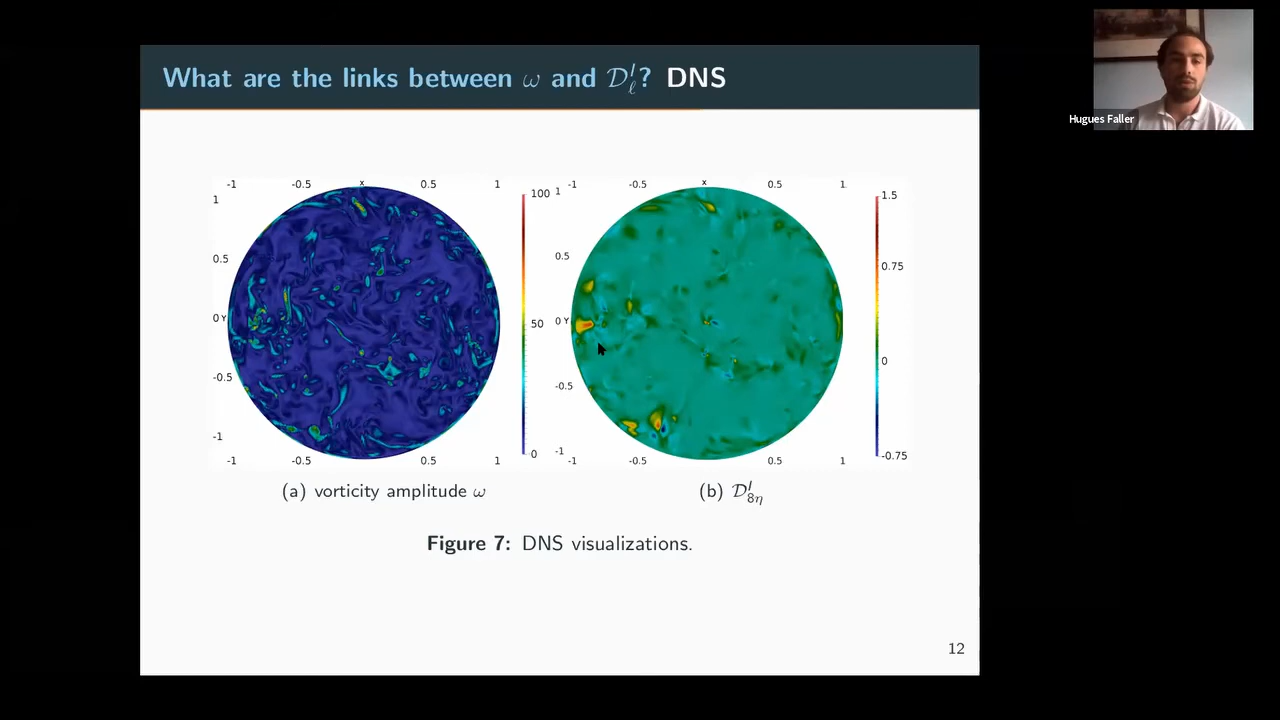 What are the links between ω and 𝒟ℓᴵ? DNS
Hugues Faller
-1 -0.5 x 0.5 1
1
0.5
0 Y
-0.5
-1
-1 -0.5 0.5 1
100
50
0
-1 -0.5 x 0.5 1
1
0.5
0 Y
-0.5
-1
-1 -0.5 0.5 1
1.5
0.75
0
-0.75
(a) vorticity amplitude ω
(b) 𝒟ᴵ₈η
Figure 7: DNS visualizations.
12